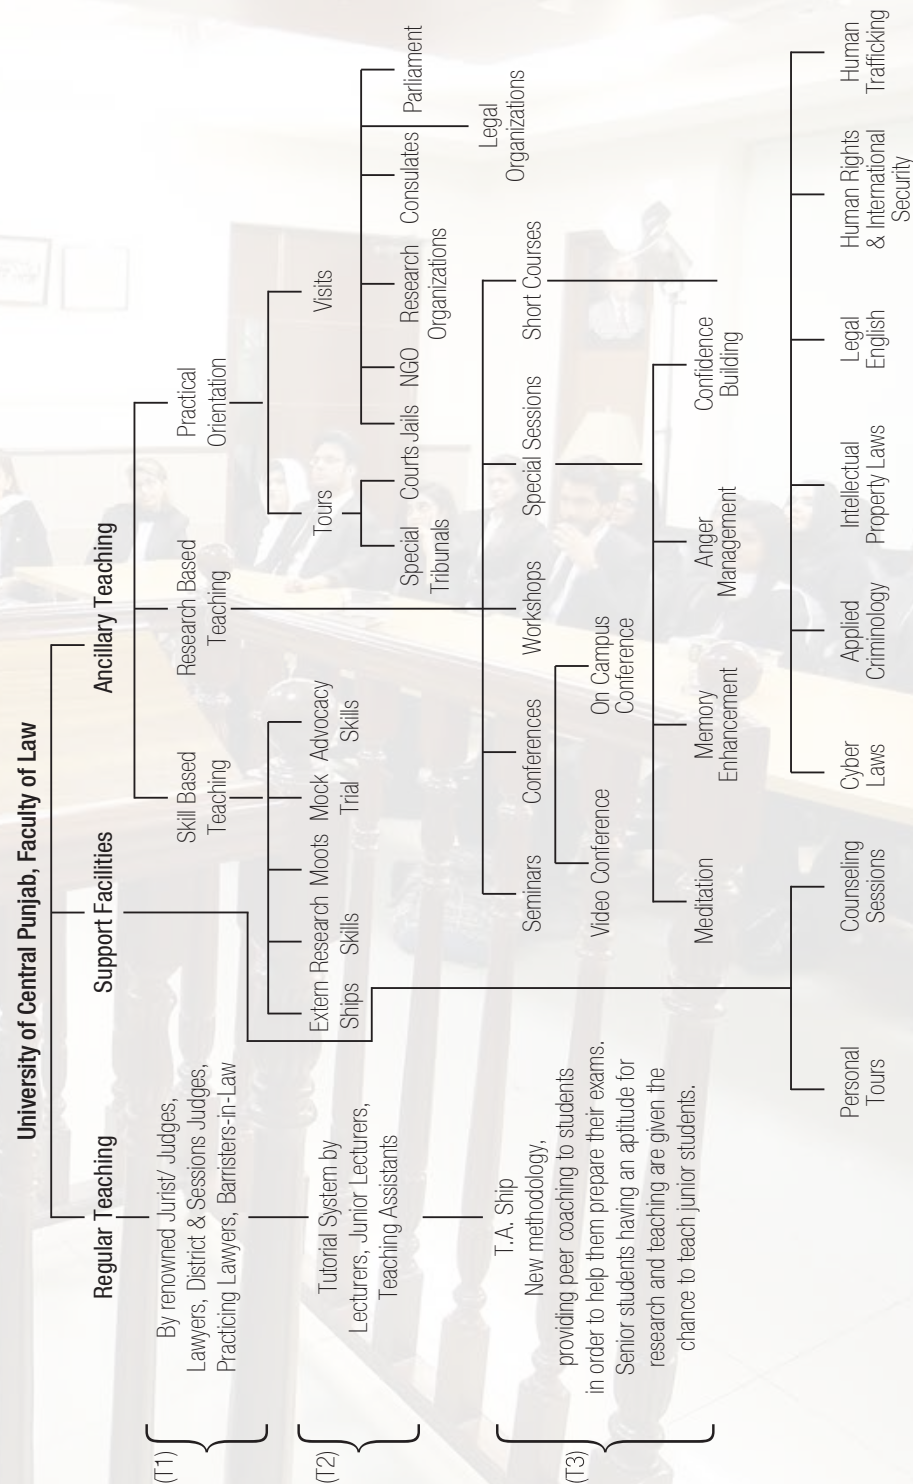 University of Central Punjab, Faculty of Law
Regular Teaching
Support Facilities
Ancillary Teaching
(T1)
By renowned Jurist/ Judges,
Lawyers, District & Sessions Judges,
Practicing Lawyers, Barristers-in-Law
(T2)
Tutorial System by
Lecturers, Junior Lecturers,
Teaching Assistants
(T3)
T.A. Ship
New methodology,
providing peer coaching to students
in order to help them prepare their exams.
Senior students having an aptitude for
research and teaching are given the
chance to teach junior students.
Skill Based
Teaching
Research Based
Teaching
Practical
Orientation
Extern
Ships
Research
Skills
Moots
Mock
Trial
Advocacy
Skills
Tours
Visits
Special
Tribunals
Courts
Jails
NGO
Research
Organizations
Consulates
Parliament
Legal
Organizations
Seminars
Conferences
Workshops
Special Sessions
Short Courses
Video Conference
On Campus
Conference
Meditation
Memory
Enhancement
Anger
Management
Confidence
Building
Personal
Tours
Counseling
Sessions
Cyber
Laws
Applied
Criminology
Intellectual
Property Laws
Legal
English
Human Rights
& International
Security
Human
Trafficking